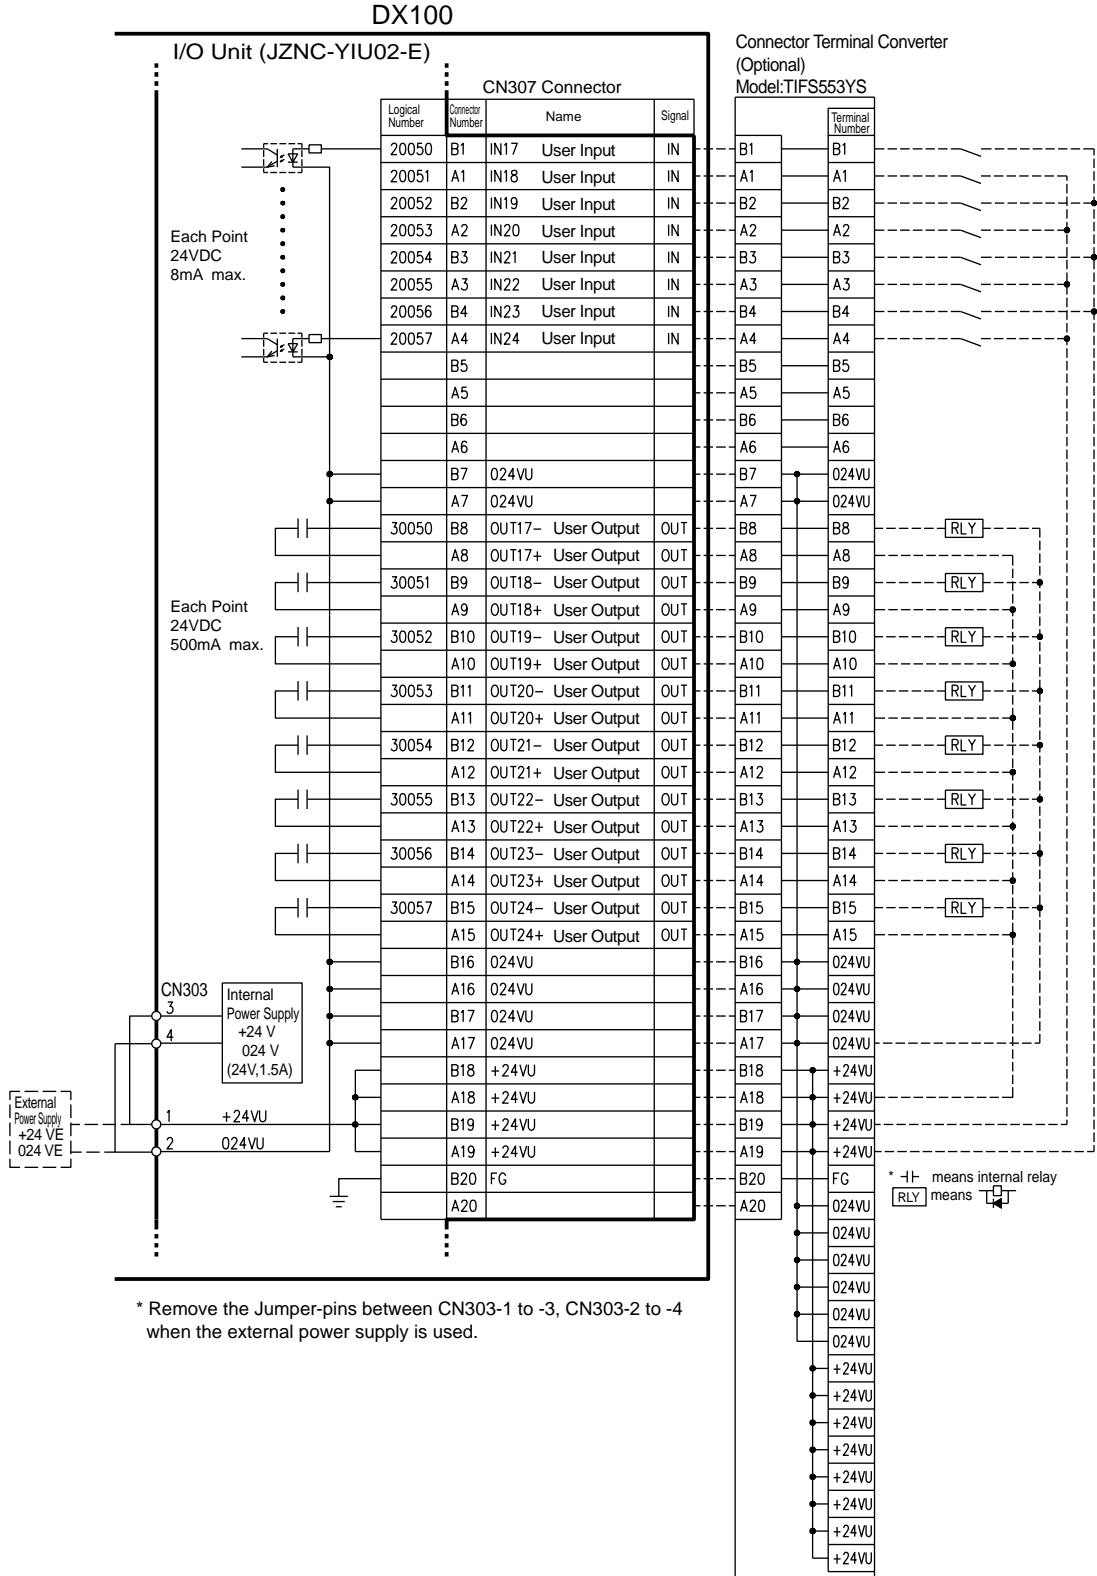 DX100
I/O Unit (JZNC-YIU02-E)
Connector Terminal Converter
(Optional)
Model:TIFS553YS
CN307 Connector
Logical Number Connector Number Name Signal Terminal Number
20050 B1 IN17 User Input IN B1 B1
20051 A1 IN18 User Input IN A1 A1
20052 B2 IN19 User Input IN B2 B2
20053 A2 IN20 User Input IN A2 A2
20054 B3 IN21 User Input IN B3 B3
20055 A3 IN22 User Input IN A3 A3
20056 B4 IN23 User Input IN B4 B4
20057 A4 IN24 User Input IN A4 A4
B5 B5 B5
A5 A5 A5
B6 B6 B6
A6 A6 A6
B7 024VU B7 024VU
A7 024VU A7 024VU
30050 B8 OUT17- User Output OUT B8 B8 RLY
A8 OUT17+ User Output OUT A8 A8
30051 B9 OUT18- User Output OUT B9 B9 RLY
A9 OUT18+ User Output OUT A9 A9
30052 B10 OUT19- User Output OUT B10 B10 RLY
A10 OUT19+ User Output OUT A10 A10
30053 B11 OUT20- User Output OUT B11 B11 RLY
A11 OUT20+ User Output OUT A11 A11
30054 B12 OUT21- User Output OUT B12 B12 RLY
A12 OUT21+ User Output OUT A12 A12
30055 B13 OUT22- User Output OUT B13 B13 RLY
A13 OUT22+ User Output OUT A13 A13
30056 B14 OUT23- User Output OUT B14 B14 RLY
A14 OUT23+ User Output OUT A14 A14
30057 B15 OUT24- User Output OUT B15 B15 RLY
A15 OUT24+ User Output OUT A15 A15
B16 024VU B16 024VU
A16 024VU A16 024VU
B17 024VU B17 024VU
A17 024VU A17 024VU
B18 +24VU B18 +24VU
A18 +24VU A18 +24VU
B19 +24VU B19 +24VU
A19 +24VU A19 +24VU
B20 FG B20 FG
A20 A20 024VU
024VU
024VU
024VU
024VU
024VU
+24VU
+24VU
+24VU
+24VU
+24VU
+24VU
+24VU
+24VU
Each Point
24VDC
8mA max.
Each Point
24VDC
500mA max.
CN303
3
4
Internal
Power Supply
+24 V
024 V
(24V,1.5A)
External
Power Supply
+24 VE
024 VE
1 +24VU
2 024VU
* means internal relay
RLY means
* Remove the Jumper-pins between CN303-1 to -3, CN303-2 to -4
when the external power supply is used.